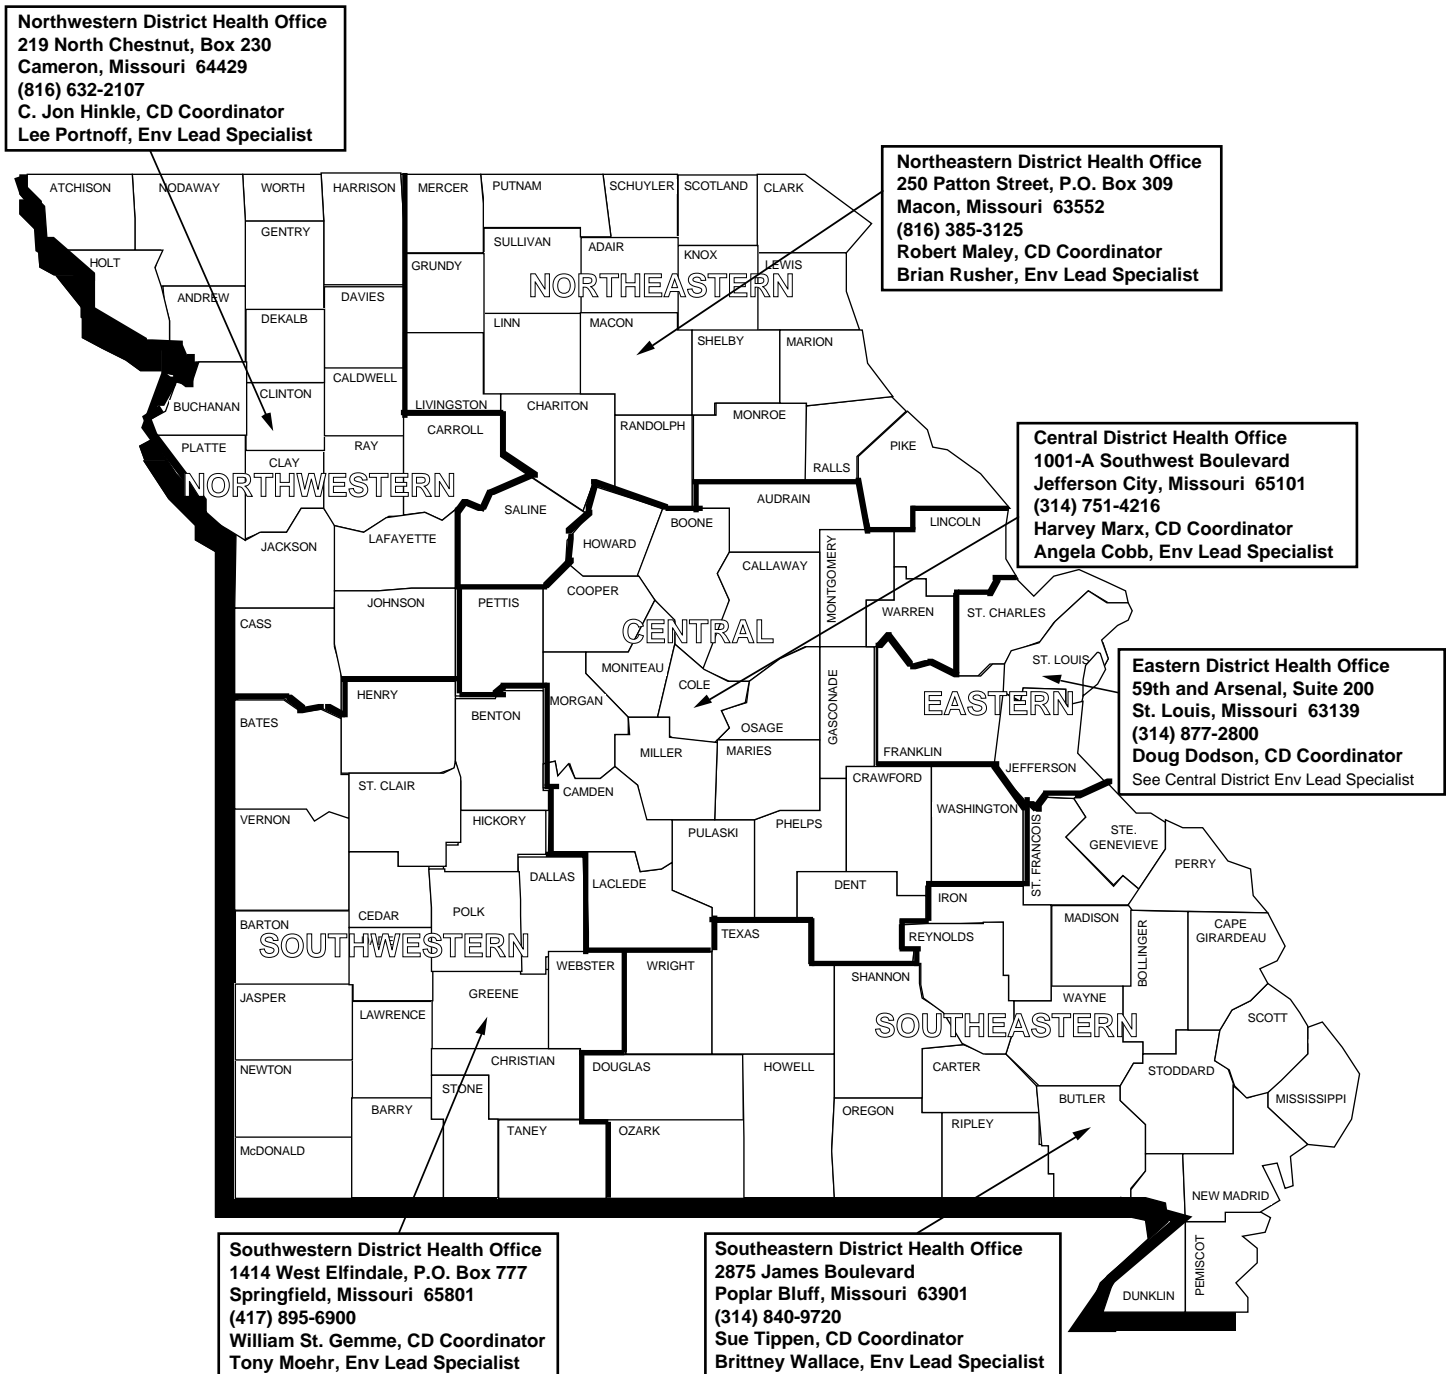 Northwestern District Health Office
219 North Chestnut, Box 230
Cameron, Missouri 64429
(816) 632-2107
C. Jon Hinkle, CD Coordinator
Lee Portnoff, Env Lead Specialist
Northeastern District Health Office
250 Patton Street, P.O. Box 309
Macon, Missouri 63552
(816) 385-3125
Robert Maley, CD Coordinator
Brian Rusher, Env Lead Specialist
ATCHISON
NODAWAY
WORTH
HARRISON
MERCER
PUTNAM
SCHUYLER
SCOTLAND
CLARK
GENTRY
SULLIVAN
ADAIR
KNOX
LEWIS
HOLT
GRUNDY
NORTHEASTERN
ANDREW
DAVIES
DEKALB
LINN
MACON
SHELBY
MARION
CALDWELL
CLINTON
BUCHANAN
LIVINGSTON
CHARITON
MONROE
RANDOLPH
CARROLL
PLATTE
RAY
CLAY
RALLS
PIKE
NORTHWESTERN
Central District Health Office
1001-A Southwest Boulevard
Jefferson City, Missouri 65101
(314) 751-4216
Harvey Marx, CD Coordinator
Angela Cobb, Env Lead Specialist
AUDRAIN
SALINE
BOONE
LINCOLN
JACKSON
LAFAYETTE
HOWARD
CALLAWAY
MONTGOMERY
COOPER
JOHNSON
PETTIS
WARREN
ST. CHARLES
CASS
CENTRAL
MONITEAU
COLE
ST. LOUIS
HENRY
MORGAN
BENTON
OSAGE
GASCONADE
EASTERN
BATES
MILLER
MARIES
FRANKLIN
JEFFERSON
Eastern District Health Office
59th and Arsenal, Suite 200
St. Louis, Missouri 63139
(314) 877-2800
Doug Dodson, CD Coordinator
See Central District Env Lead Specialist
ST. CLAIR
CAMDEN
CRAWFORD
WASHINGTON
VERNON
HICKORY
PULASKI
PHELPS
ST. FRANCOIS
STE.
GENEVIEVE
PERRY
DALLAS
LACLEDE
DENT
IRON
CEDAR
POLK
MADISON
BOLLINGER
CAPE
GIRARDEAU
BARTON
TEXAS
REYNOLDS
SOUTHWESTERN
WEBSTER
WRIGHT
SHANNON
JASPER
GREENE
WAYNE
LAWRENCE
SOUTHEASTERN
SCOTT
NEWTON
CHRISTIAN
DOUGLAS
HOWELL
CARTER
STODDARD
STONE
BARRY
OREGON
BUTLER
MISSISSIPPI
TANEY
OZARK
RIPLEY
McDONALD
NEW MADRID
PEMISCOT
DUNKLIN
Southwestern District Health Office
1414 West Elfindale, P.O. Box 777
Springfield, Missouri 65801
(417) 895-6900
William St. Gemme, CD Coordinator
Tony Moehr, Env Lead Specialist
Southeastern District Health Office
2875 James Boulevard
Poplar Bluff, Missouri 63901
(314) 840-9720
Sue Tippen, CD Coordinator
Brittney Wallace, Env Lead Specialist